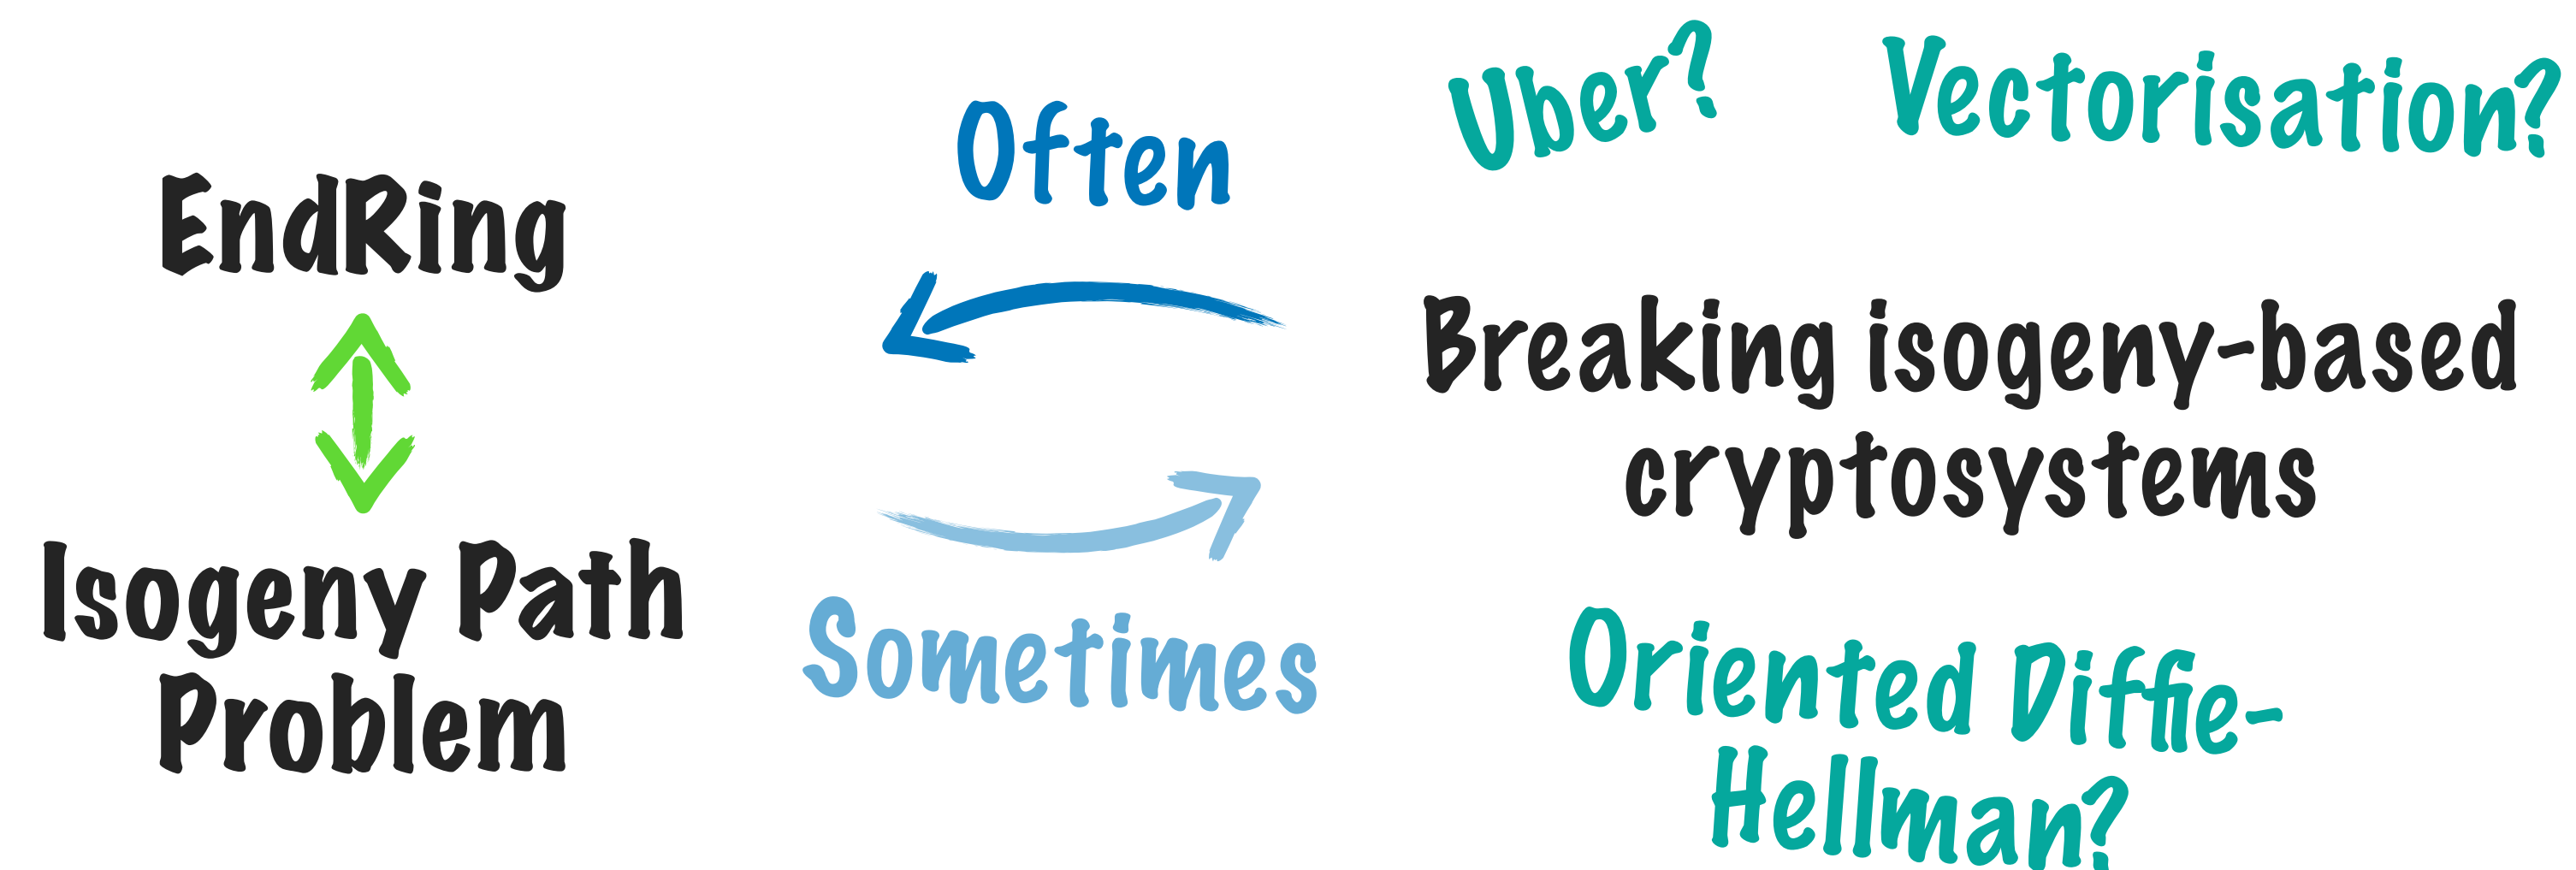 EndRing
Isogeny Path
Problem
Often
Sometimes
Uber?
Vectorisation?
Breaking isogeny-based
cryptosystems
Oriented Diffie-
Hellman?